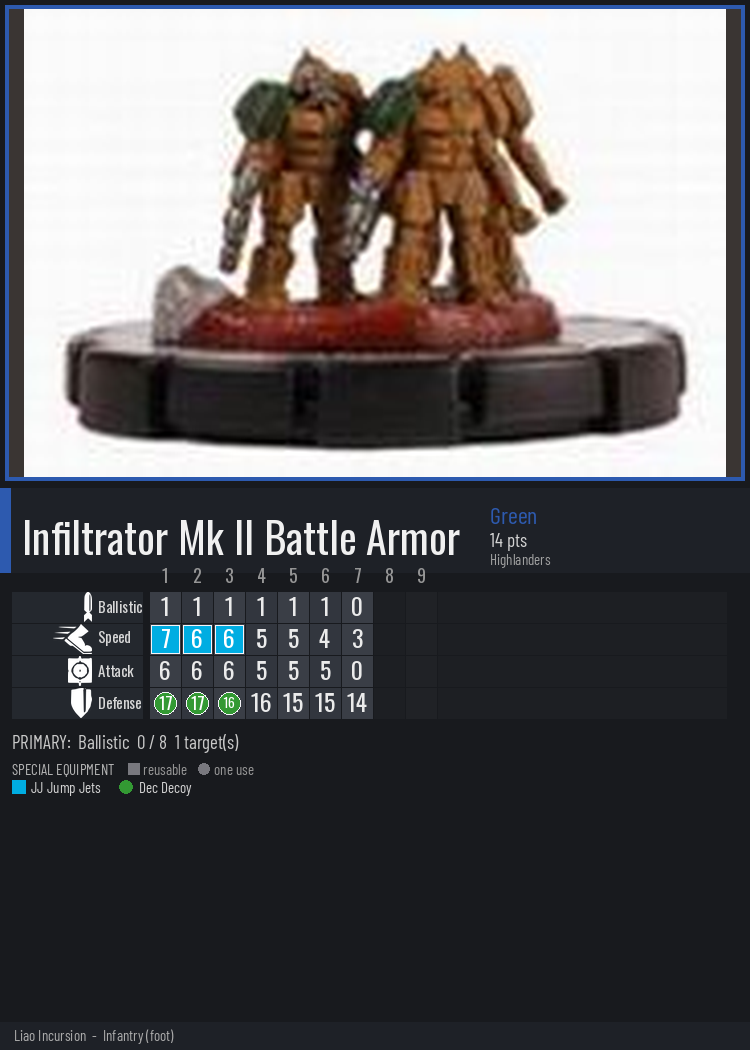 Infiltrator Mk II Battle Armor
Green
14 pts
Highlanders
1 2 3 4 5 6 7 8 9
Ballistic 1 1 1 1 1 1 0
Speed 7 6 6 5 5 4 3
Attack 6 6 6 5 5 5 0
Defense 17 17 16 16 15 15 14
PRIMARY: Ballistic 0 / 8 1 target(s)
SPECIAL EQUIPMENT reusable one use
JJ Jump Jets Dec Decoy
Liao Incursion - Infantry (foot)